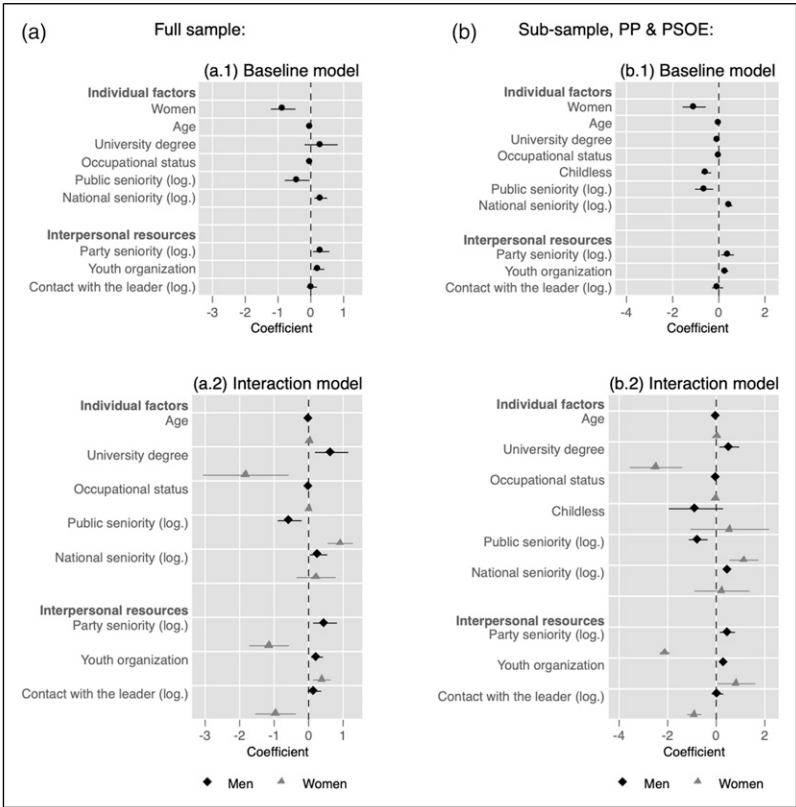 (a) Full sample:
(a.1) Baseline model
Individual factors
Women
Age
University degree
Occupational status
Public seniority (log.)
National seniority (log.)
Interpersonal resources
Party seniority (log.)
Youth organization
Contact with the leader (log.)
-3 -2 -1 0 1
Coefficient
(b) Sub-sample, PP & PSOE:
(b.1) Baseline model
Individual factors
Women
Age
University degree
Occupational status
Childless
Public seniority (log.)
National seniority (log.)
Interpersonal resources
Party seniority (log.)
Youth organization
Contact with the leader (log.)
-4 -2 0 2
Coefficient
(a.2) Interaction model
Individual factors
Age
University degree
Occupational status
Public seniority (log.)
National seniority (log.)
Interpersonal resources
Party seniority (log.)
Youth organization
Contact with the leader (log.)
-3 -2 -1 0 1
Coefficient
Men Women
(b.2) Interaction model
Individual factors
Age
University degree
Occupational status
Childless
Public seniority (log.)
National seniority (log.)
Interpersonal resources
Party seniority (log.)
Youth organization
Contact with the leader (log.)
-4 -2 0 2
Coefficient
Men Women